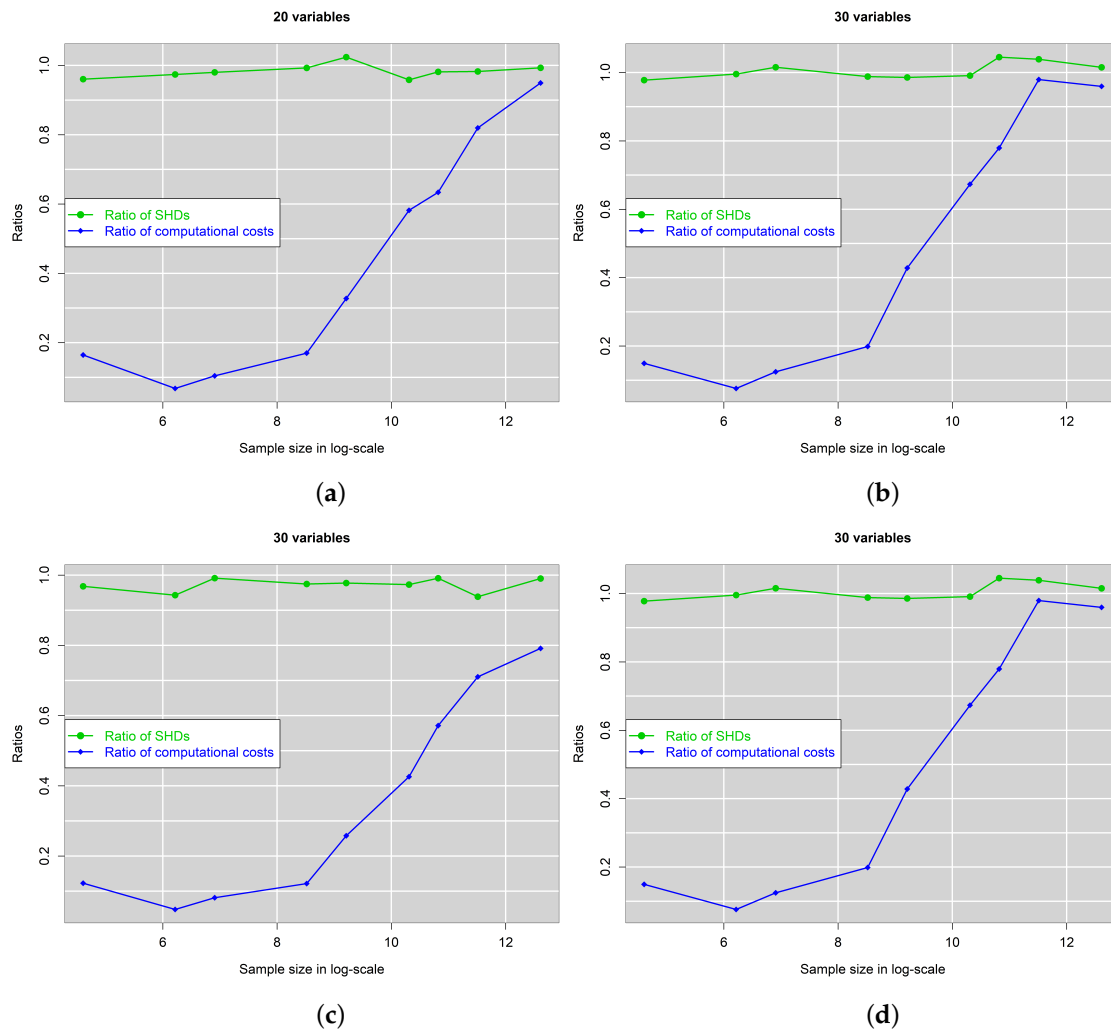 20 variables
1.0
0.8
0.6
0.4
0.2
Ratios
Ratio of SHDs
Ratio of computational costs
6 8 10 12
Sample size in log-scale
(a)
30 variables
1.0
0.8
0.6
0.4
0.2
Ratios
Ratio of SHDs
Ratio of computational costs
6 8 10 12
Sample size in log-scale
(b)
30 variables
1.0
0.8
0.6
0.4
0.2
Ratios
Ratio of SHDs
Ratio of computational costs
6 8 10 12
Sample size in log-scale
(c)
30 variables
1.0
0.8
0.6
0.4
0.2
Ratios
Ratio of SHDs
Ratio of computational costs
6 8 10 12
Sample size in log-scale
(d)